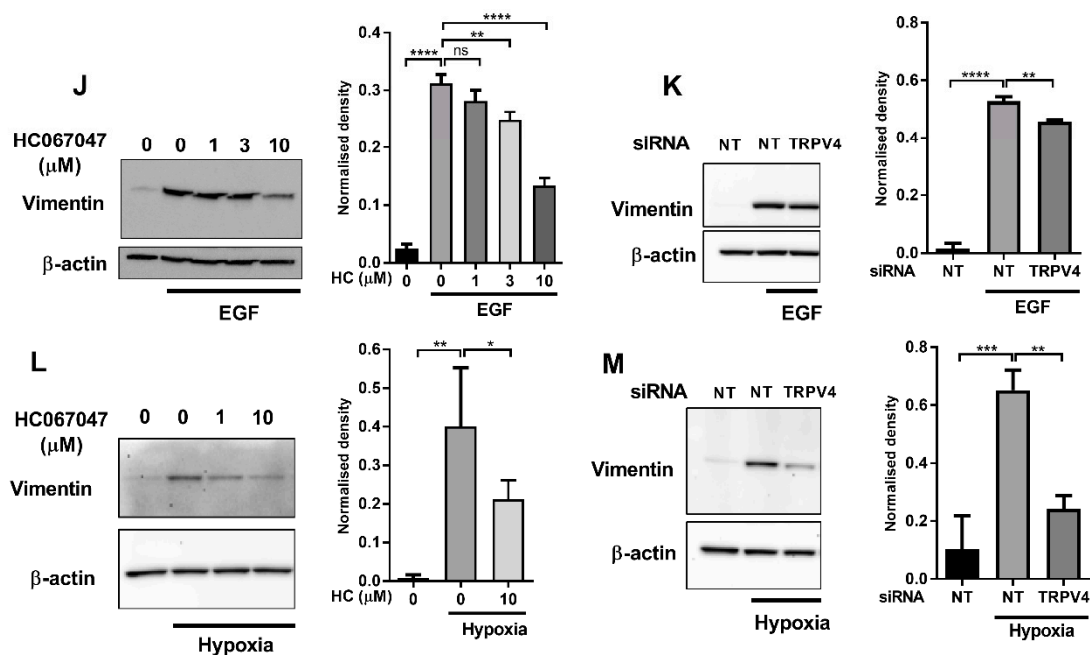 J
HC067047
(μM)
0 0 1 3 10
Vimentin
β-actin
EGF
Normalised density
0.4
0.3
0.2
0.1
0.0
****
**
**** ns
HC (μM) 0 0 1 3 10
EGF
K
siRNA NT NT TRPV4
Vimentin
β-actin
EGF
Normalised density
0.8
0.6
0.4
0.2
0.0
**** **
siRNA NT NT TRPV4
EGF
L
HC067047
(μM)
0 0 1 10
Vimentin
β-actin
Hypoxia
Normalised density
0.6
0.5
0.4
0.3
0.2
0.1
0.0
** *
HC (μM) 0 0 10
Hypoxia
M
siRNA NT NT TRPV4
Vimentin
β-actin
Hypoxia
Normalised density
0.8
0.6
0.4
0.2
0.0
*** **
siRNA NT NT TRPV4
Hypoxia